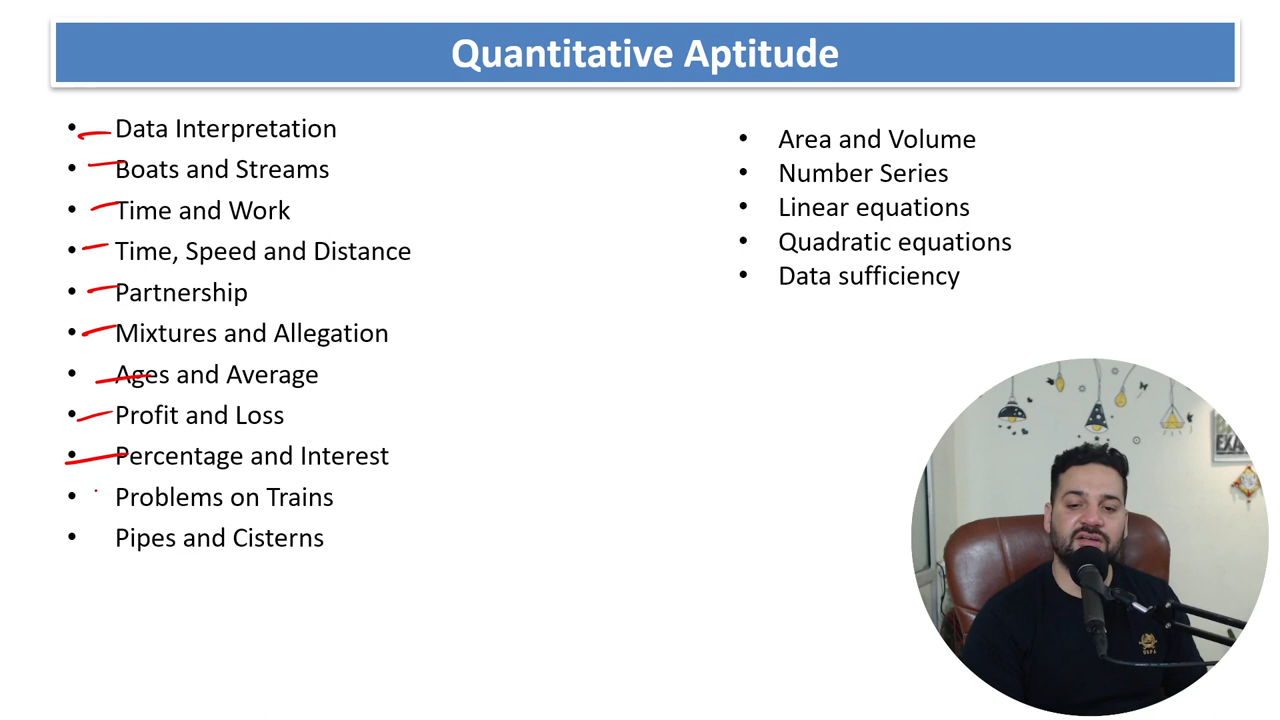 Quantitative Aptitude
• Data Interpretation
• Boats and Streams
• Time and Work
• Time, Speed and Distance
• Partnership
• Mixtures and Allegation
• Ages and Average
• Profit and Loss
• Percentage and Interest
• Problems on Trains
• Pipes and Cisterns
• Area and Volume
• Number Series
• Linear equations
• Quadratic equations
• Data sufficiency
USPA